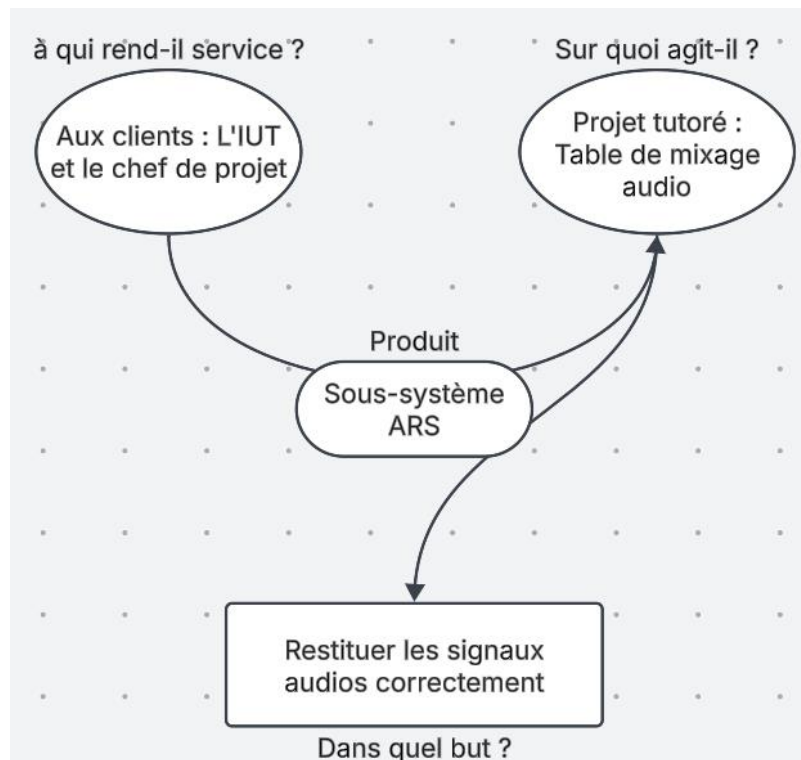 à qui rend-il service ?
Sur quoi agit-il ?
Aux clients : L'IUT
et le chef de projet
Projet tutoré :
Table de mixage
audio
Produit
Sous-système
ARS
Restituer les signaux
audios correctement
Dans quel but ?